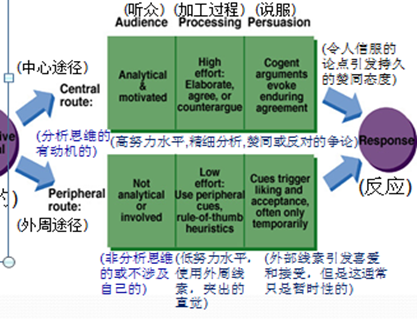 (听众) (加工过程) (说服)
Audience Processing Persuasion
(中心途径)
Central
route:
Analytical
&
motivated
High
effort:
Elaborate,
agree, or
counterargue
Cogent
arguments
evoke
enduring
agreement
(令人信服的
论点引发持久
的赞同态度)
(分析思维的
有动机的)
(高努力水平,精细分析,赞同或反对的争论)
Response
(反应)
Peripheral
route:
(外周途径)
Not
analytical
or
involved
Low
effort:
Use peripheral
cues,
rule-of-thumb
heuristics
Cues trigger
liking and
acceptance,
often only
temporarily
(非分析思维
的或不涉及
自己的)
(低努力水平,
使用外周线
索，突出的
直觉)
(外部线索引发喜爱
和接受，但是这通常
只是暂时性的)